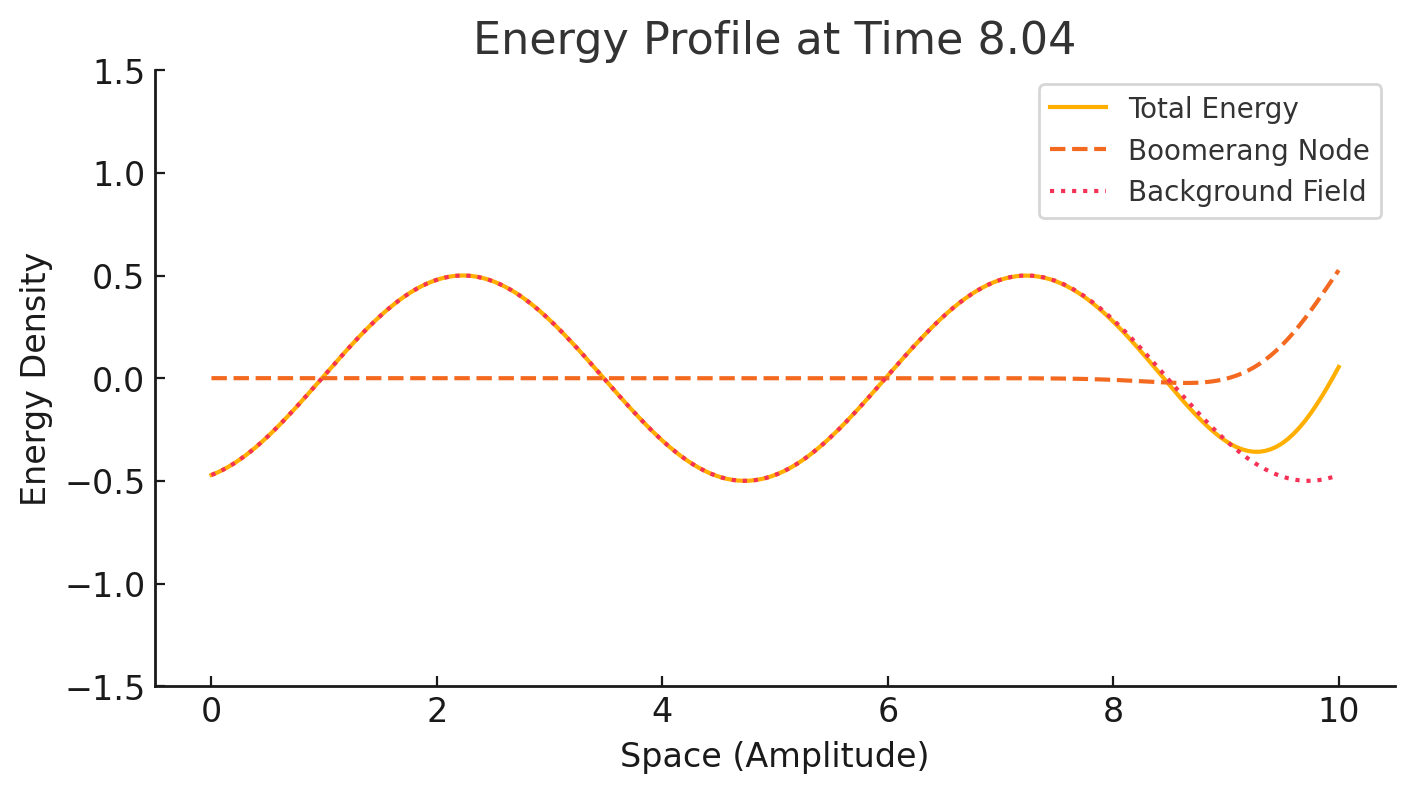 Energy Profile at Time 8.04
1.5
1.0
0.5
0.0
−0.5
−1.0
−1.5
Energy Density
Total Energy
Boomerang Node
Background Field
0 2 4 6 8 10
Space (Amplitude)